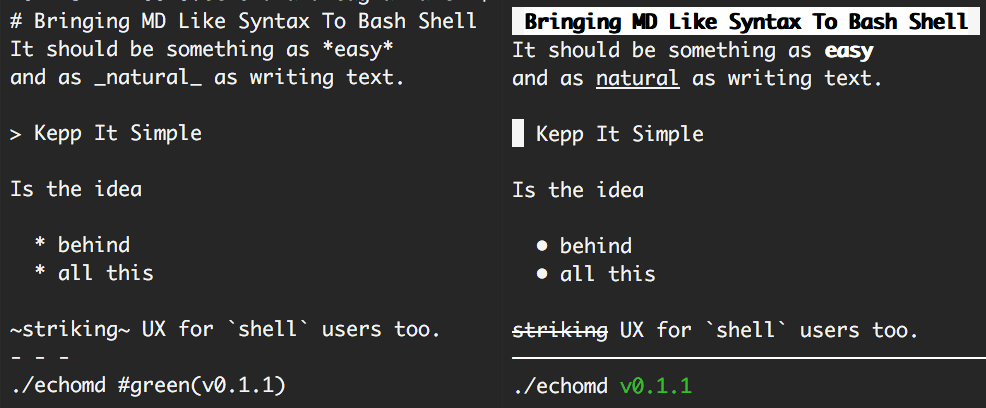 # Bringing MD Like Syntax To Bash Shell
It should be something as *easy*
and as _natural_ as writing text.
> Kepp It Simple
Is the idea
* behind
* all this
~striking~ UX for `shell` users too.
- - -
./echomd #green(v0.1.1)
Bringing MD Like Syntax To Bash Shell
It should be something as easy
and as natural as writing text.
Kepp It Simple
Is the idea
● behind
● all this
striking UX for `shell` users too.
./echomd v0.1.1